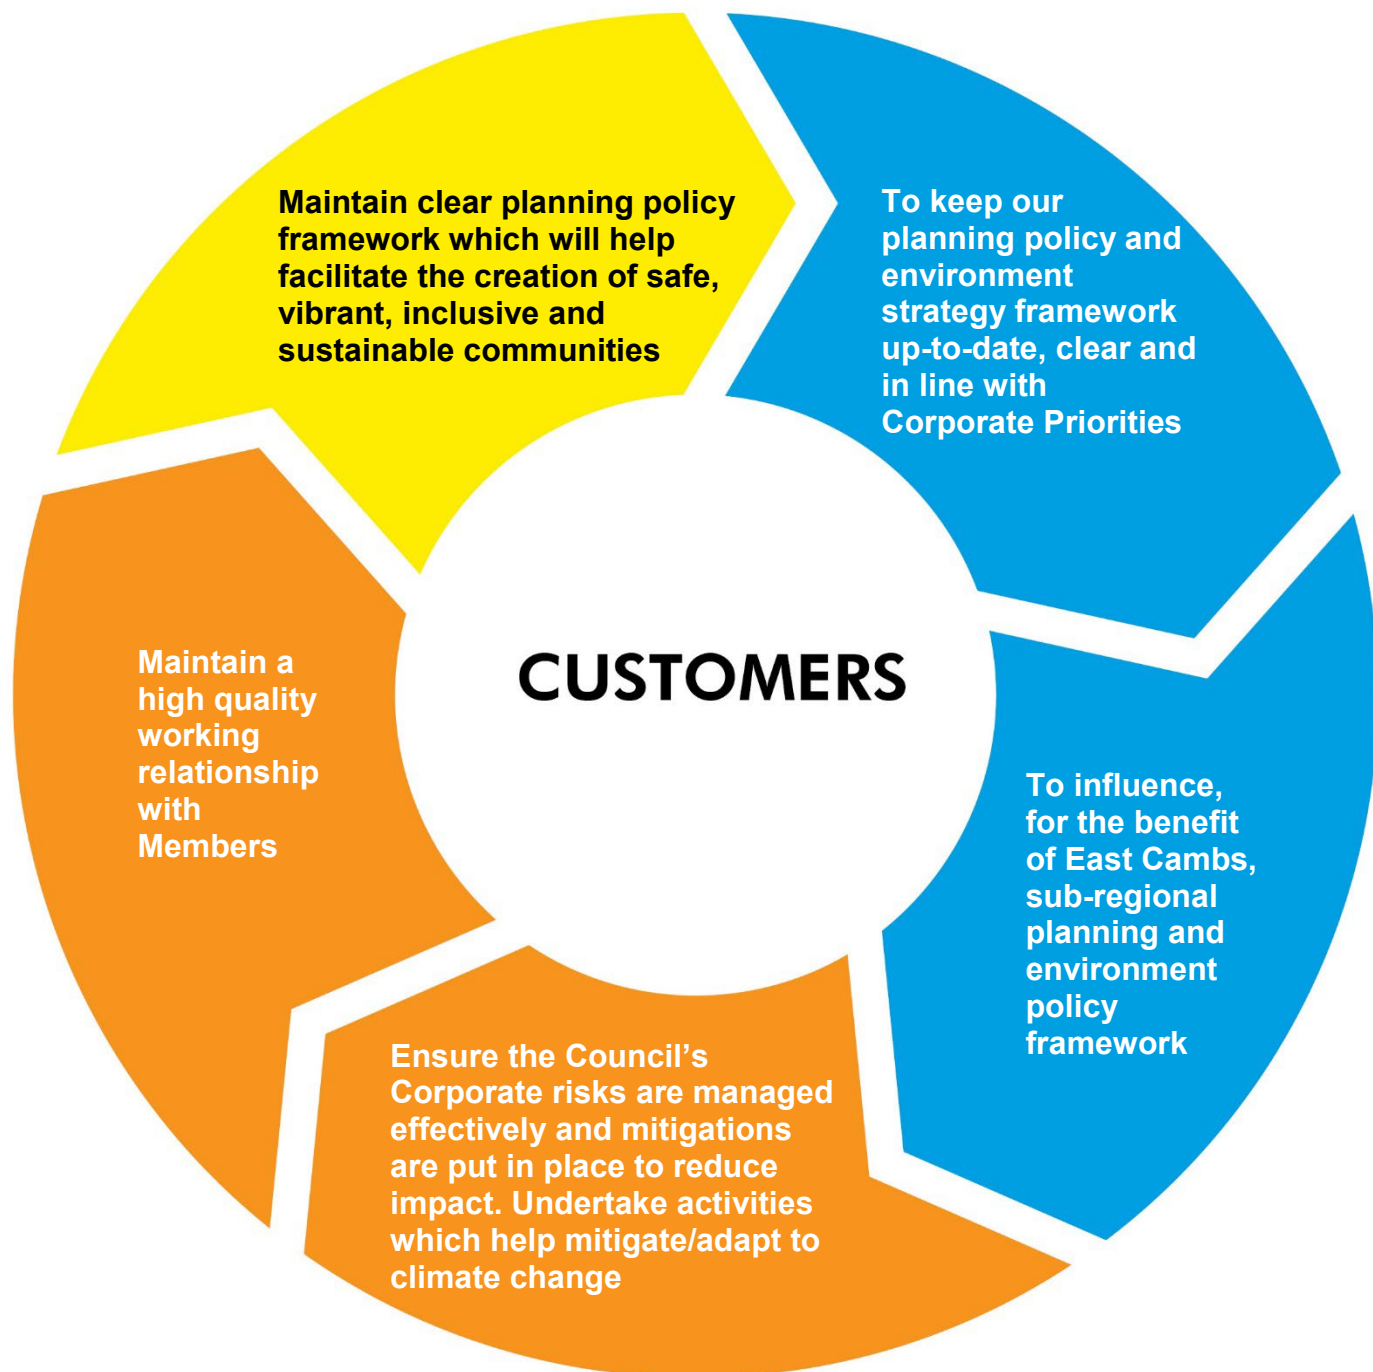 Maintain clear planning policy
framework which will help
facilitate the creation of safe,
vibrant, inclusive and
sustainable communities
To keep our
planning policy and
environment
strategy framework
up-to-date, clear and
in line with
Corporate Priorities
CUSTOMERS
Maintain a
high quality
working
relationship
with
Members
To influence,
for the benefit
of East Cambs,
sub-regional
planning and
environment
policy
framework
Ensure the Council’s
Corporate risks are managed
effectively and mitigations
are put in place to reduce
impact. Undertake activities
which help mitigate/adapt to
climate change